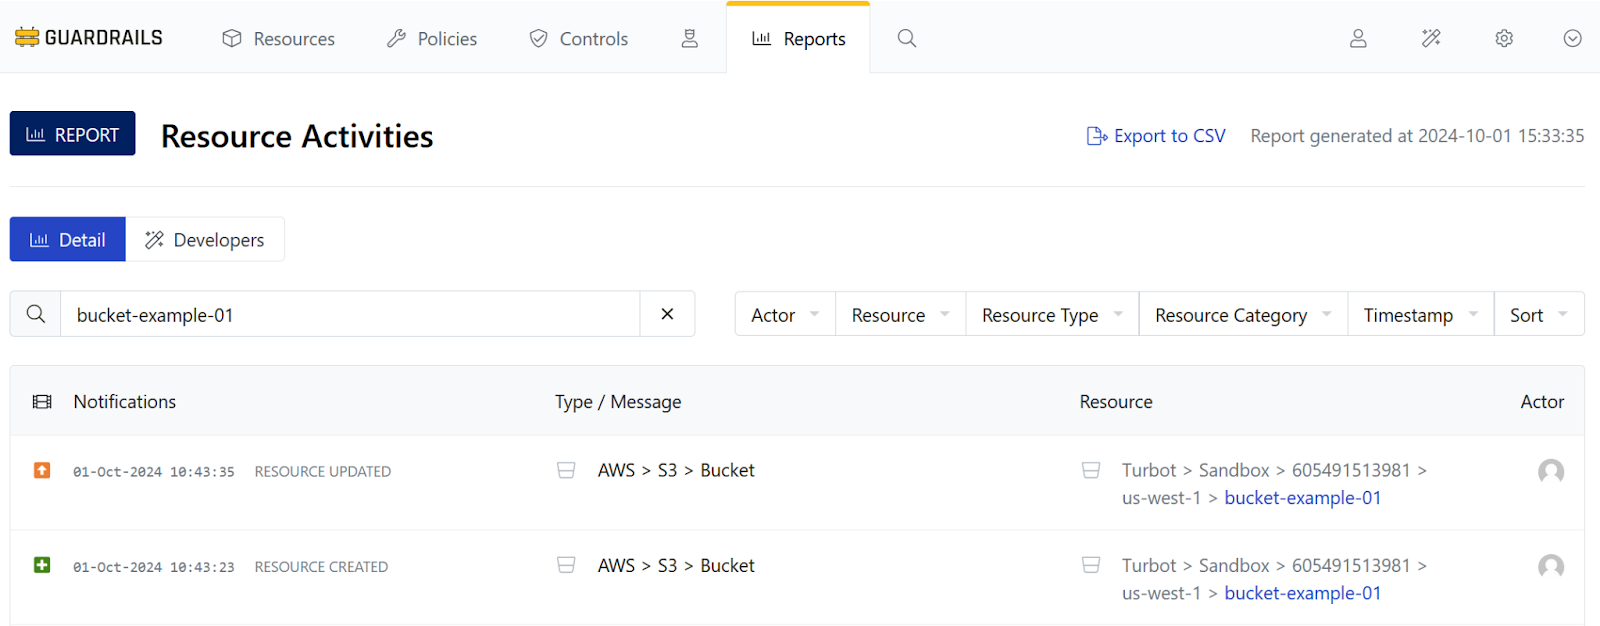 GUARDRAILS Resources Policies Controls Reports
REPORT Resource Activities Export to CSV Report generated at 2024-10-01 15:33:35
Detail Developers
bucket-example-01 Actor Resource Resource Type Resource Category Timestamp Sort
Notifications Type / Message Resource Actor
01-Oct-2024 10:43:35 RESOURCE UPDATED AWS > S3 > Bucket Turbot > Sandbox > 605491513981 >
us-west-1 > bucket-example-01
01-Oct-2024 10:43:23 RESOURCE CREATED AWS > S3 > Bucket Turbot > Sandbox > 605491513981 >
us-west-1 > bucket-example-01